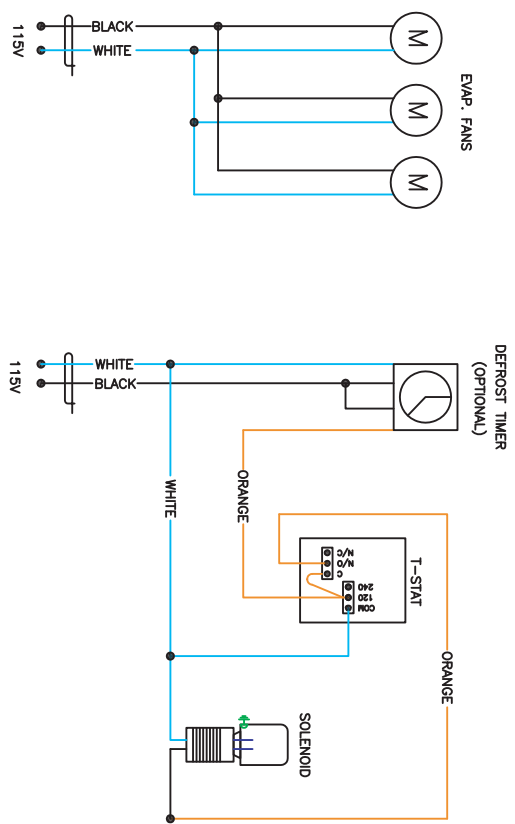 BLACK
WHITE
115V
M
M
M
EVAP. FANS
DEFROST TIMER
(OPTIONAL)
WHITE
BLACK
115V
WHITE
ORANGE
T-STAT
N/C
N/O
C
240
120
COM
ORANGE
SOLENOID